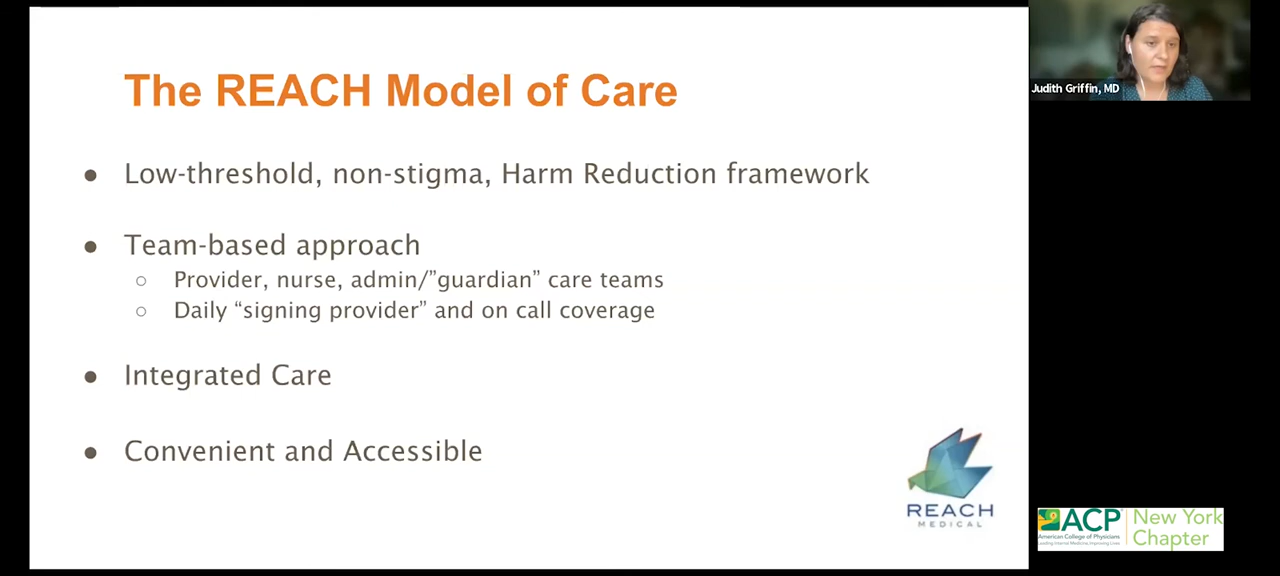 The REACH Model of Care
● Low-threshold, non-stigma, Harm Reduction framework
● Team-based approach
○ Provider, nurse, admin/”guardian” care teams
○ Daily “signing provider” and on call coverage
● Integrated Care
● Convenient and Accessible
REACH
MEDICAL
Judith Griffin, MD
ACP
American College of Physicians
Leading Internal Medicine, Improving Lives
New York
Chapter